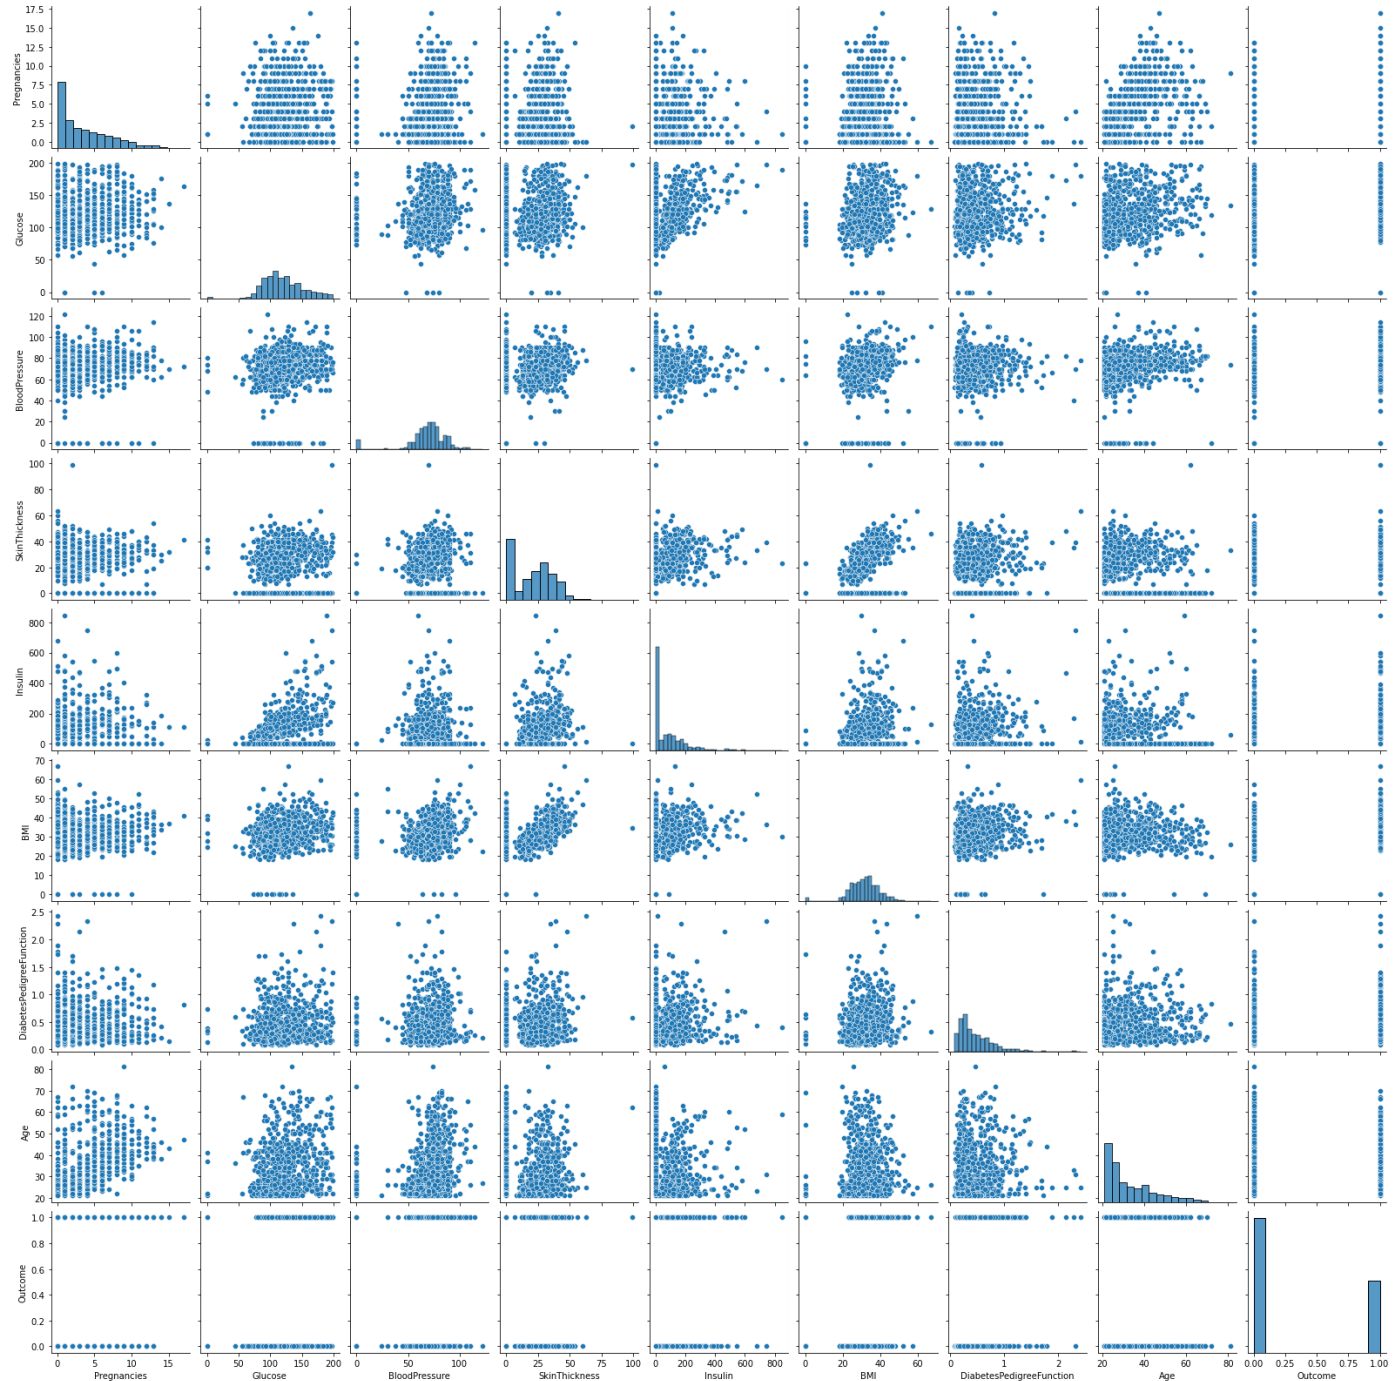 17.5
15.0
12.5
10.0
7.5
5.0
2.5
0.0
Pregnancies
200
150
100
50
0
Glucose
120
100
80
60
40
20
0
BloodPressure
100
80
60
40
20
0
SkinThickness
800
600
400
200
0
Insulin
70
60
50
40
30
20
10
0
BMI
2.5
2.0
1.5
1.0
0.5
0.0
DiabetesPedigreeFunction
80
70
60
50
40
30
20
Age
1.0
0.8
0.6
0.4
0.2
0.0
Outcome
0 5 10 15
Pregnancies
0 50 100 150 200
Glucose
0 50 100
BloodPressure
0 25 50 75 100
SkinThickness
0 200 400 600 800
Insulin
0 20 40 60
BMI
0 1 2
DiabetesPedigreeFunction
20 40 60 80
Age
0.00 0.25 0.50 0.75 1.00
Outcome